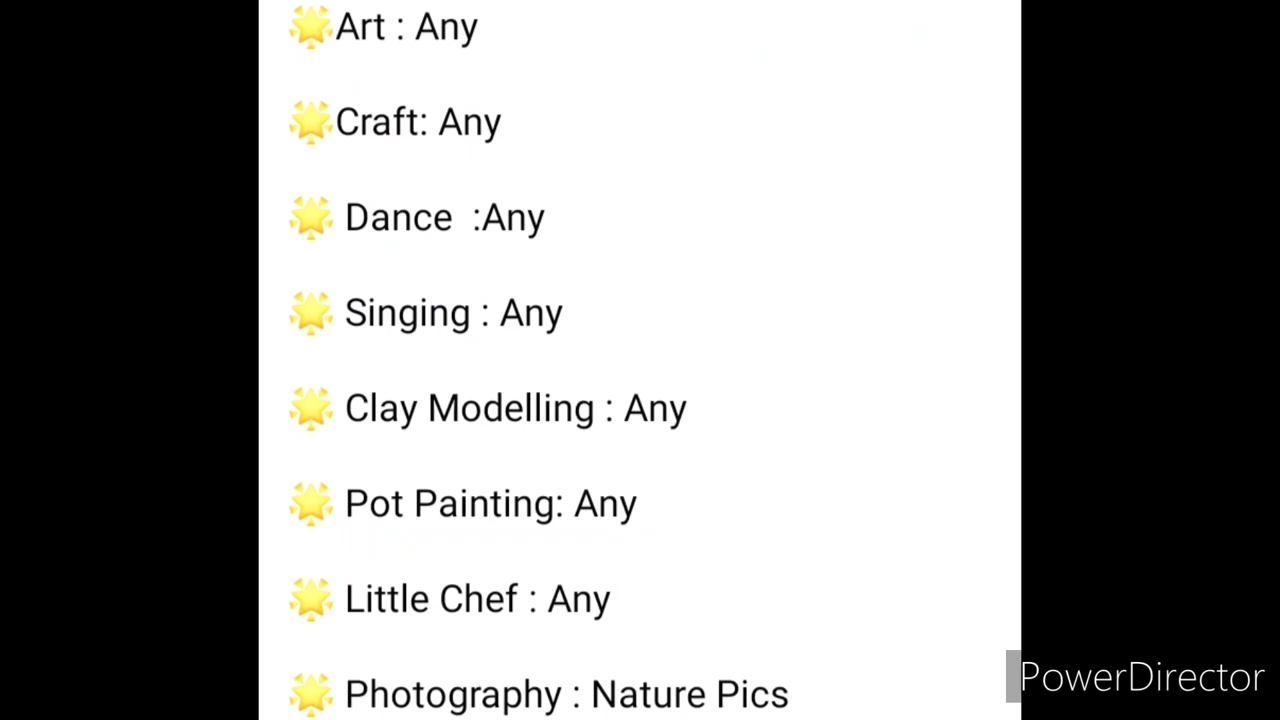 🌟Art : Any
🌟Craft: Any
🌟 Dance  :Any
🌟 Singing : Any
🌟 Clay Modelling : Any
🌟 Pot Painting: Any
🌟 Little Chef : Any
🌟 Photography : Nature Pics
PowerDirector